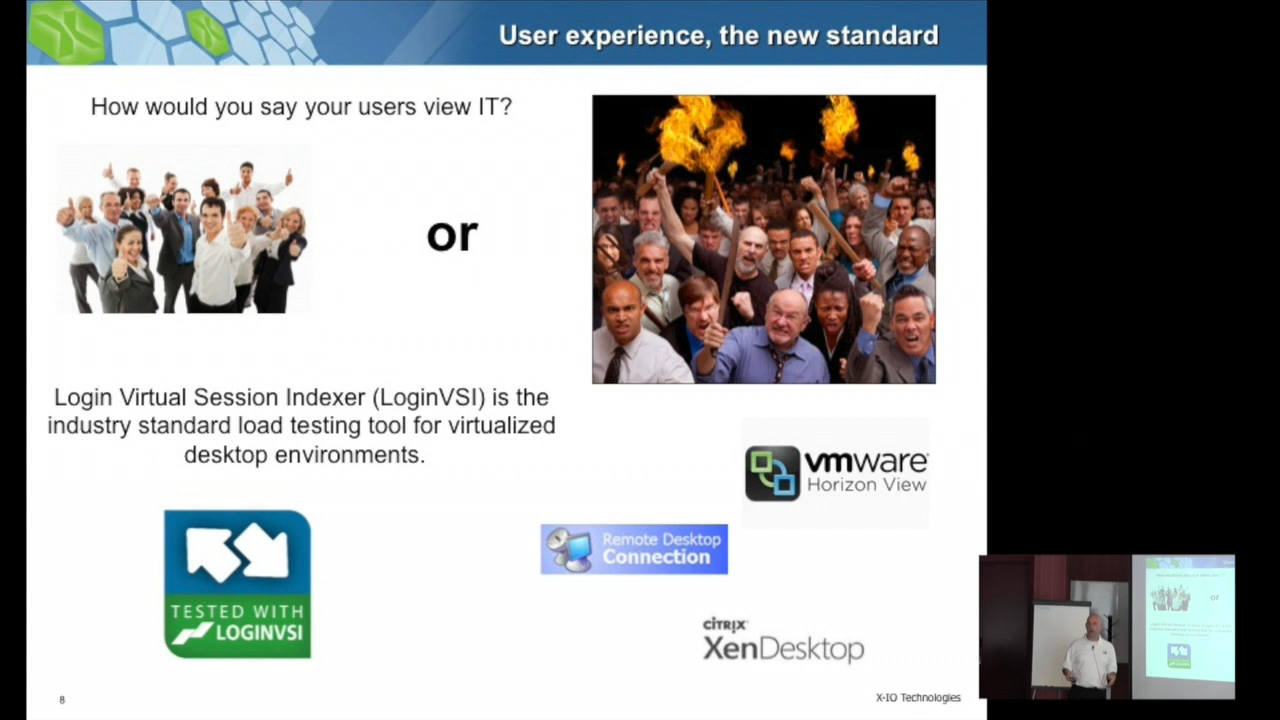 User experience, the new standard
How would you say your users view IT?
or
Login Virtual Session Indexer (LoginVSI) is the
industry standard load testing tool for virtualized
desktop environments.
vmware
Horizon View
Remote Desktop
Connection
TESTED WITH
LOGINVSI
CITRIX
XenDesktop
8
X-IO Technologies
or